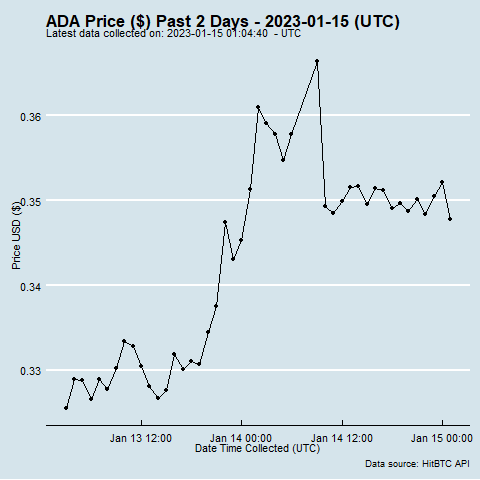 ADA Price ($) Past 2 Days - 2023-01-15 (UTC)
Latest data collected on: 2023-01-15 01:04:40 - UTC
Price USD ($)
0.36
0.35
0.34
0.33
Jan 13 12:00
Jan 14 00:00
Jan 14 12:00
Jan 15 00:00
Date Time Collected (UTC)
Data source: HitBTC API